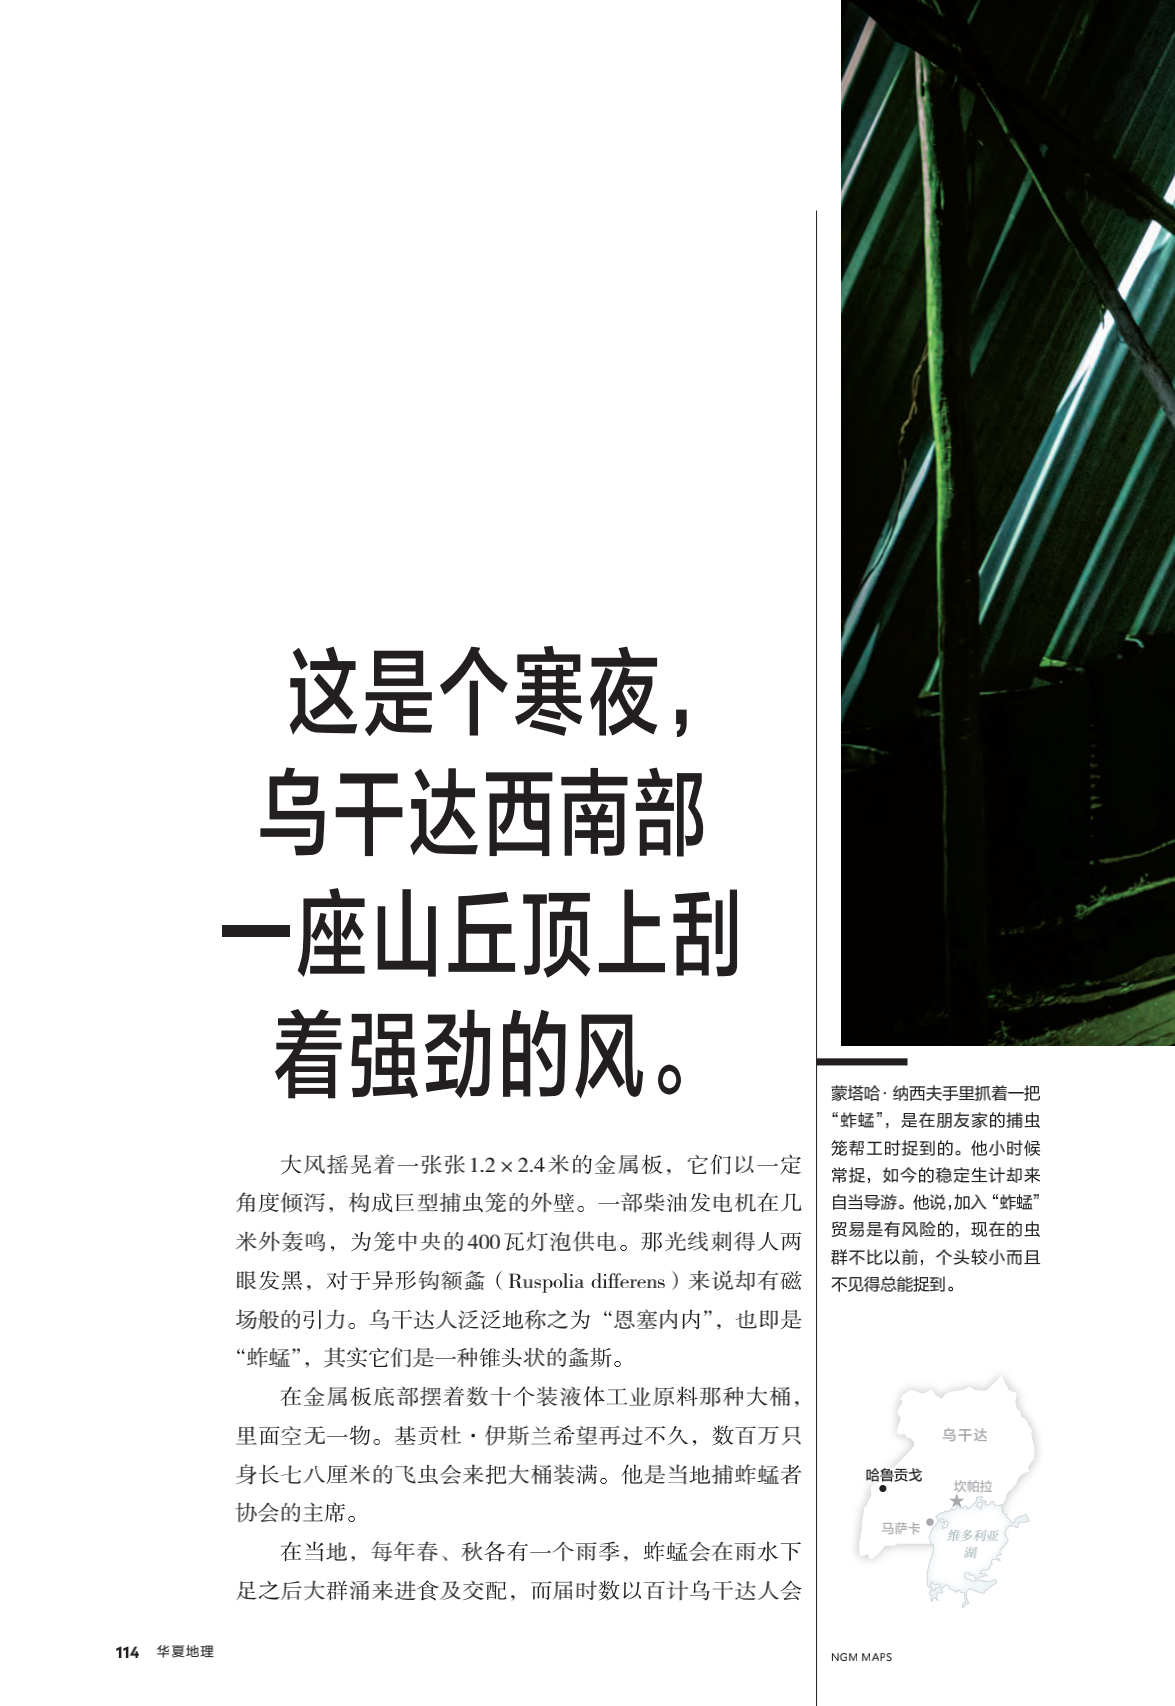 这是个寒夜，
乌干达西南部
一座山丘顶上刮
着强劲的风。
大风摇晃着一张张1.2×2.4米的金属板，它们以一定
角度倾泻，构成巨型捕虫笼的外壁。一部柴油发电机在几
米外轰鸣，为笼中央的400瓦灯泡供电。那光线刺得人两
眼发黑，对于异形钩额螽（Ruspolia differens）来说却有磁
场般的引力。乌干达人泛泛地称之为“恩塞内内”，也即是
“蚱蜢”，其实它们是一种锥头状的螽斯。
在金属板底部摆着数十个装液体工业原料那种大桶，
里面空无一物。基贡杜·伊斯兰希望再过不久，数百万只
身长七八厘米的飞虫会来把大桶装满。他是当地捕蚱蜢者
协会的主席。
在当地，每年春、秋各有一个雨季，蚱蜢会在雨水下
足之后大群涌来进食及交配，而届时数以百计乌干达人会
蒙塔哈·纳西夫手里抓着一把
“蚱蜢”，是在朋友家的捕虫
笼帮工时捉到的。他小时候
常捉，如今的稳定生计却来
自当导游。他说，加入“蚱蜢”
贸易是有风险的，现在的虫
群不比以前，个头较小而且
不见得总能捉到。
乌干达
哈鲁贡戈
坎帕拉
马萨卡
维多利亚
湖
114 华夏地理
NGM MAPS